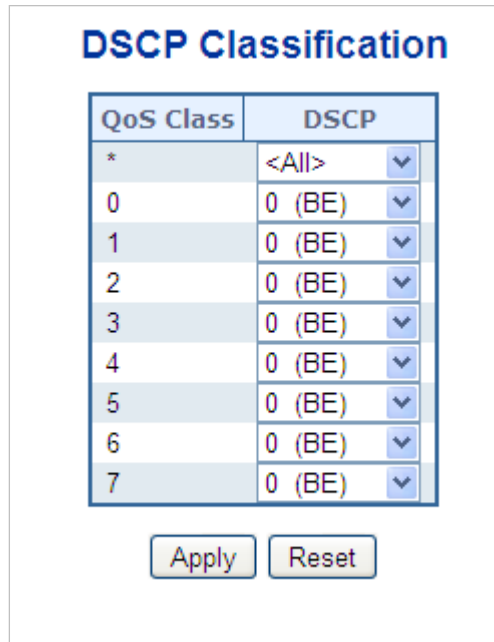 DSCP Classification
QoS Class DSCP
* <All>
0 0 (BE)
1 0 (BE)
2 0 (BE)
3 0 (BE)
4 0 (BE)
5 0 (BE)
6 0 (BE)
7 0 (BE)
Apply Reset